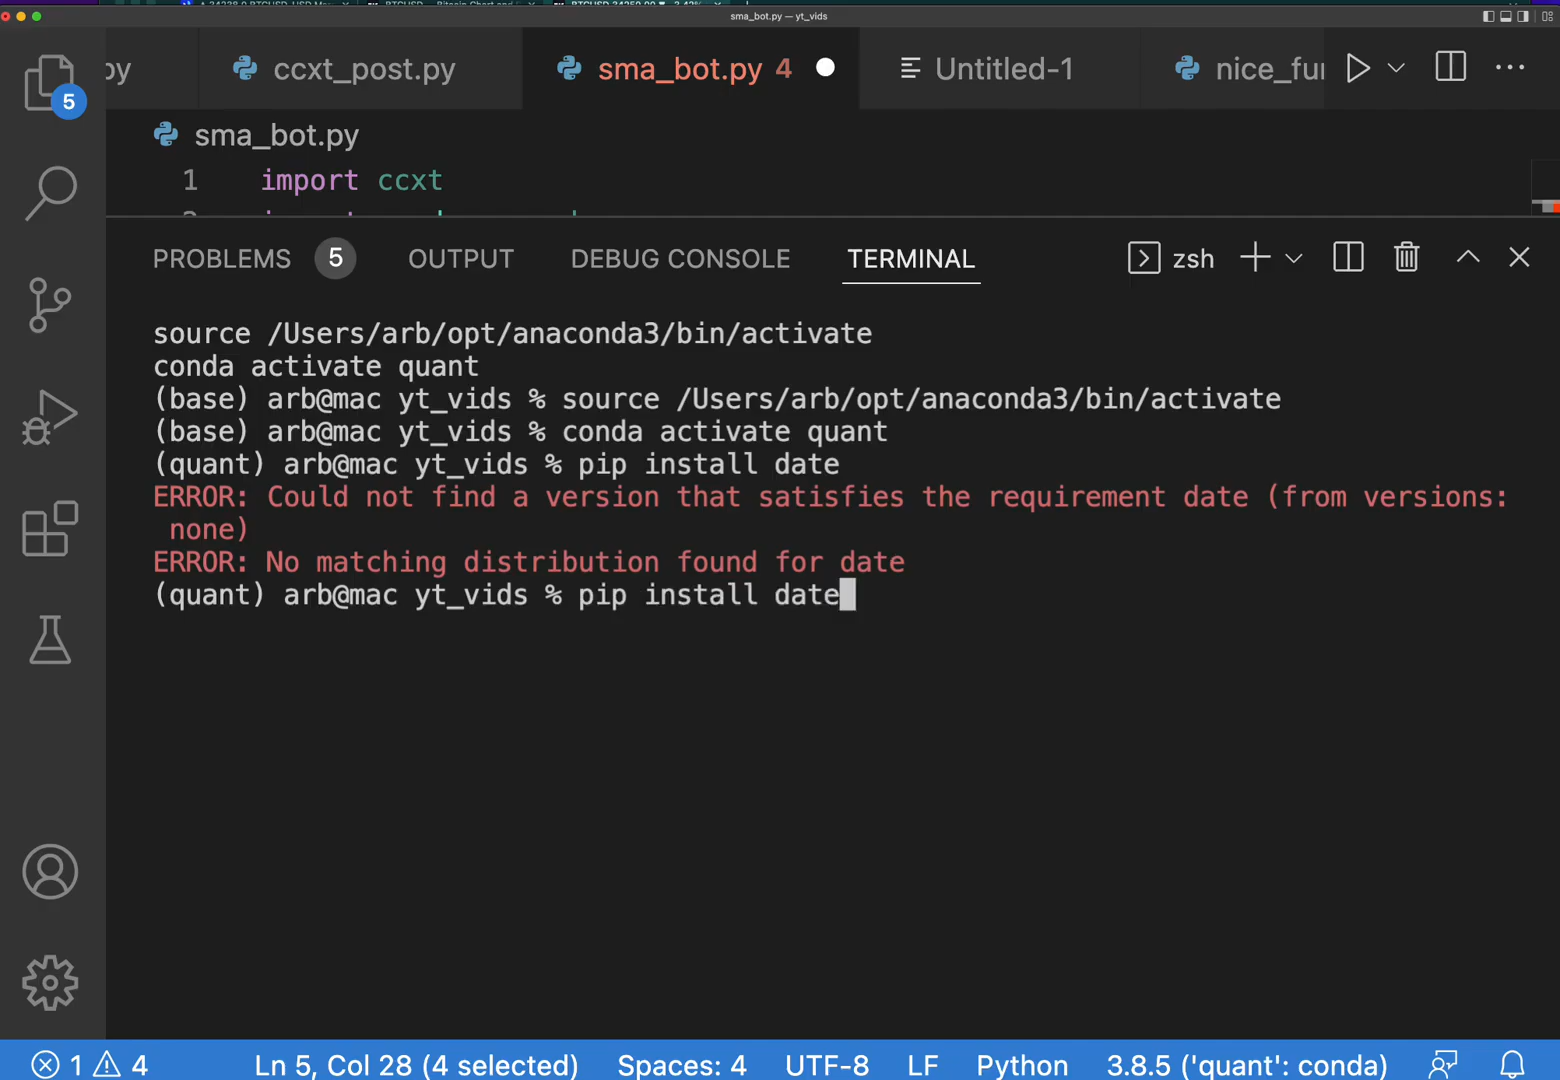 sma_bot.py — yt_vids
py
ccxt_post.py
sma_bot.py 4
Untitled-1
nice_fu
5
sma_bot.py
1 import ccxt
PROBLEMS 5 OUTPUT DEBUG CONSOLE TERMINAL zsh
source /Users/arb/opt/anaconda3/bin/activate
conda activate quant
(base) arb@mac yt_vids % source /Users/arb/opt/anaconda3/bin/activate
(base) arb@mac yt_vids % conda activate quant
(quant) arb@mac yt_vids % pip install date
ERROR: Could not find a version that satisfies the requirement date (from versions:
none)
ERROR: No matching distribution found for date
(quant) arb@mac yt_vids % pip install date
1 4 Ln 5, Col 28 (4 selected) Spaces: 4 UTF-8 LF Python 3.8.5 ('quant': conda)